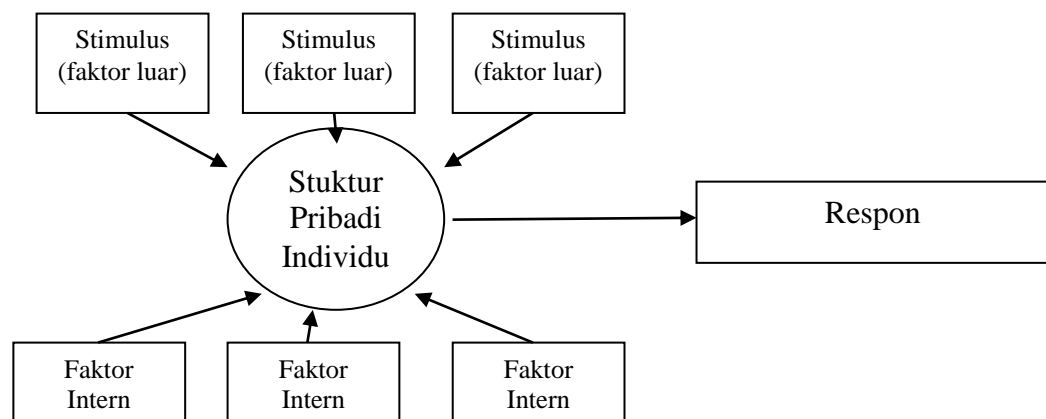 Stimulus
(faktor luar)
Stimulus
(faktor luar)
Stimulus
(faktor luar)
Stuktur
Pribadi
Individu
Respon
Faktor
Intern
Faktor
Intern
Faktor
Intern